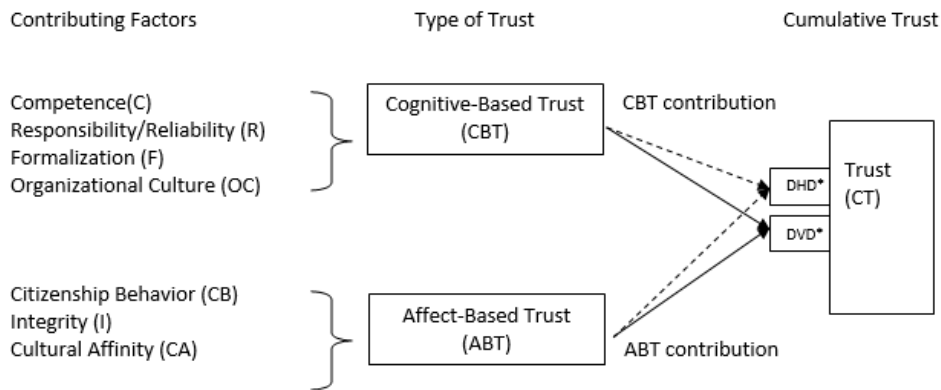 Contributing Factors
Type of Trust
Cumulative Trust
Competence(C)
Responsibility/Reliability (R)
Formalization (F)
Organizational Culture (OC)
Cognitive-Based Trust
(CBT)
CBT contribution
DHD*
DVD*
Trust
(CT)
Citizenship Behavior (CB)
Integrity (I)
Cultural Affinity (CA)
Affect-Based Trust
(ABT)
ABT contribution